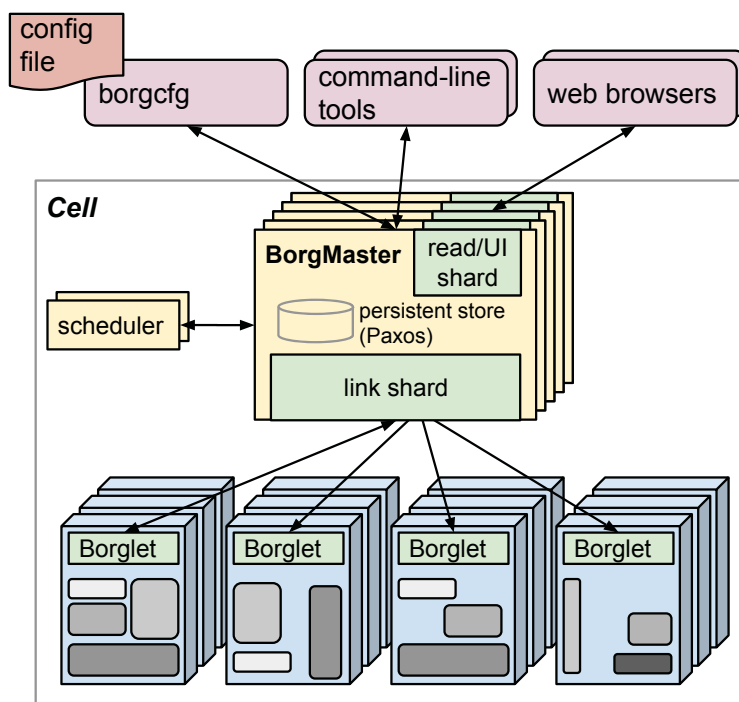 config
file
borgcfg
command-line
tools
web browsers
Cell
BorgMaster
read/UI
shard
persistent store
(Paxos)
scheduler
link shard
Borglet
Borglet
Borglet
Borglet